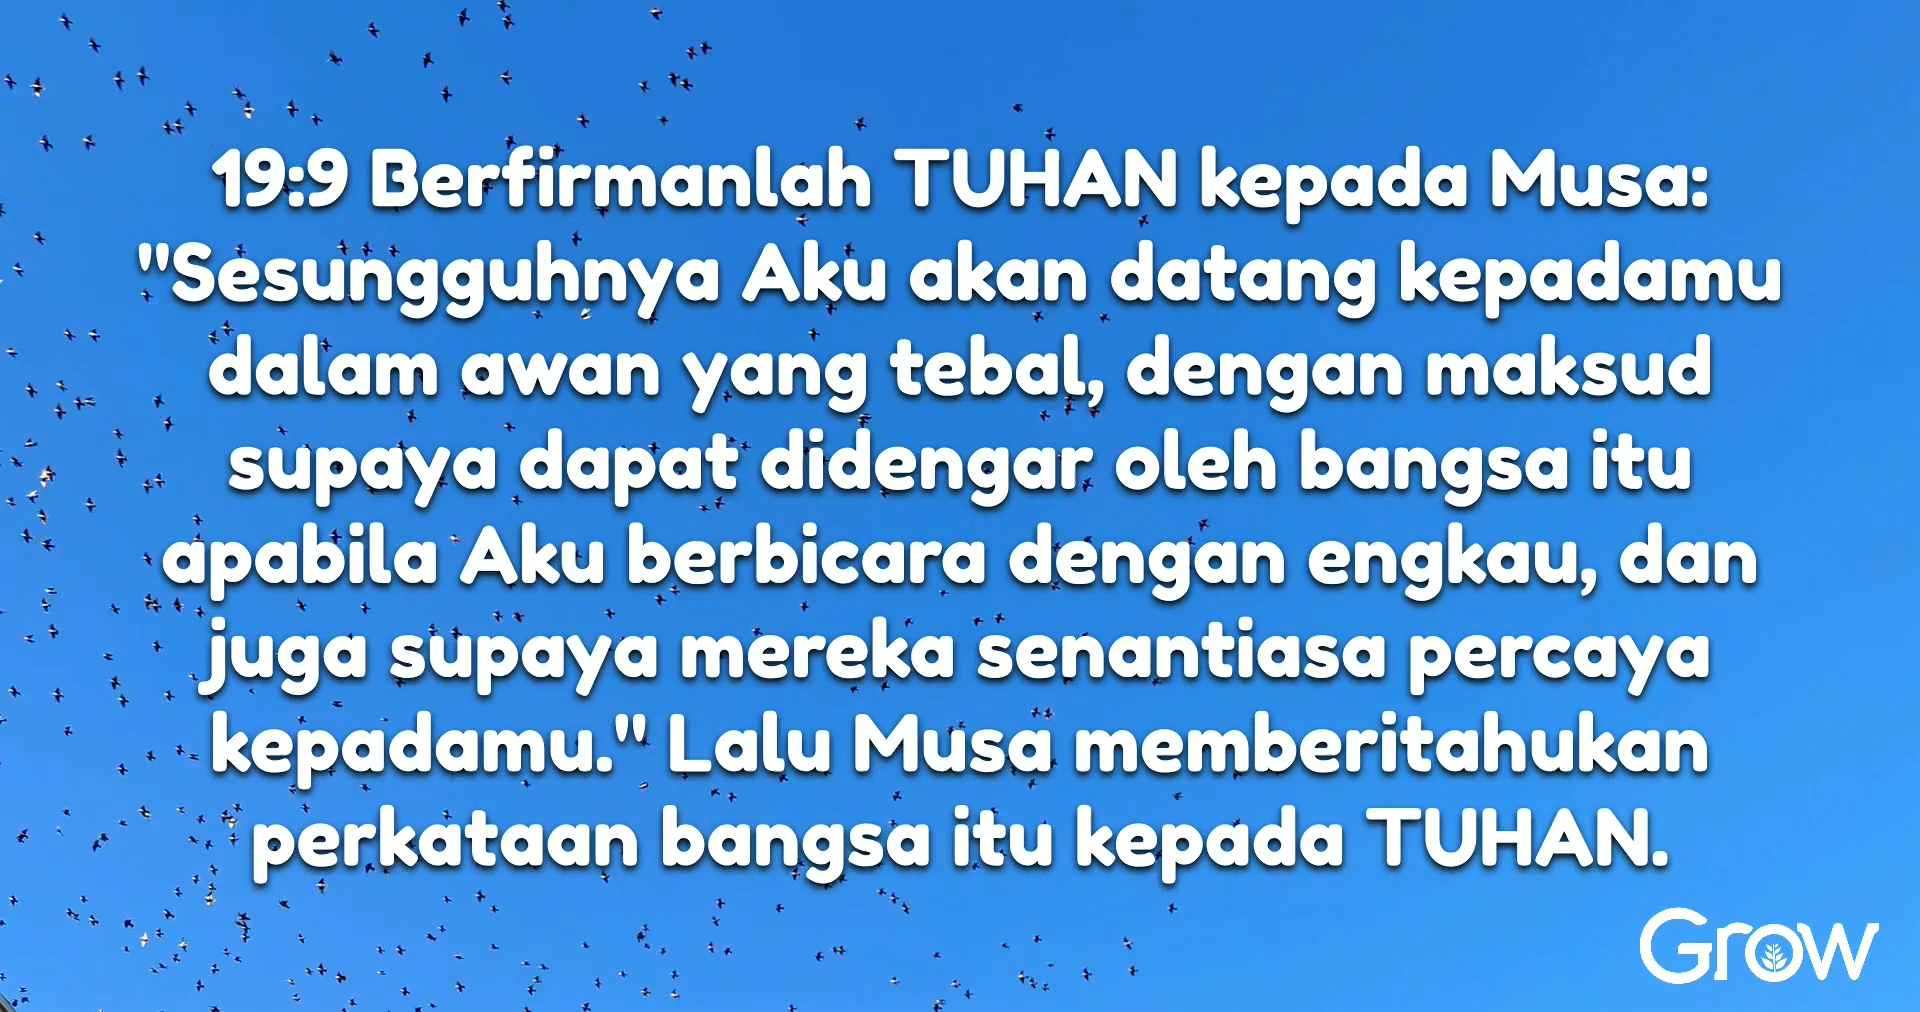 19:9 Berfirmanlah TUHAN kepada Musa:
"Sesungguhnya Aku akan datang kepadamu
dalam awan yang tebal, dengan maksud
supaya dapat didengar oleh bangsa itu
apabila Aku berbicara dengan engkau, dan
juga supaya mereka senantiasa percaya
kepadamu." Lalu Musa memberitahukan
perkataan bangsa itu kepada TUHAN.
Grow